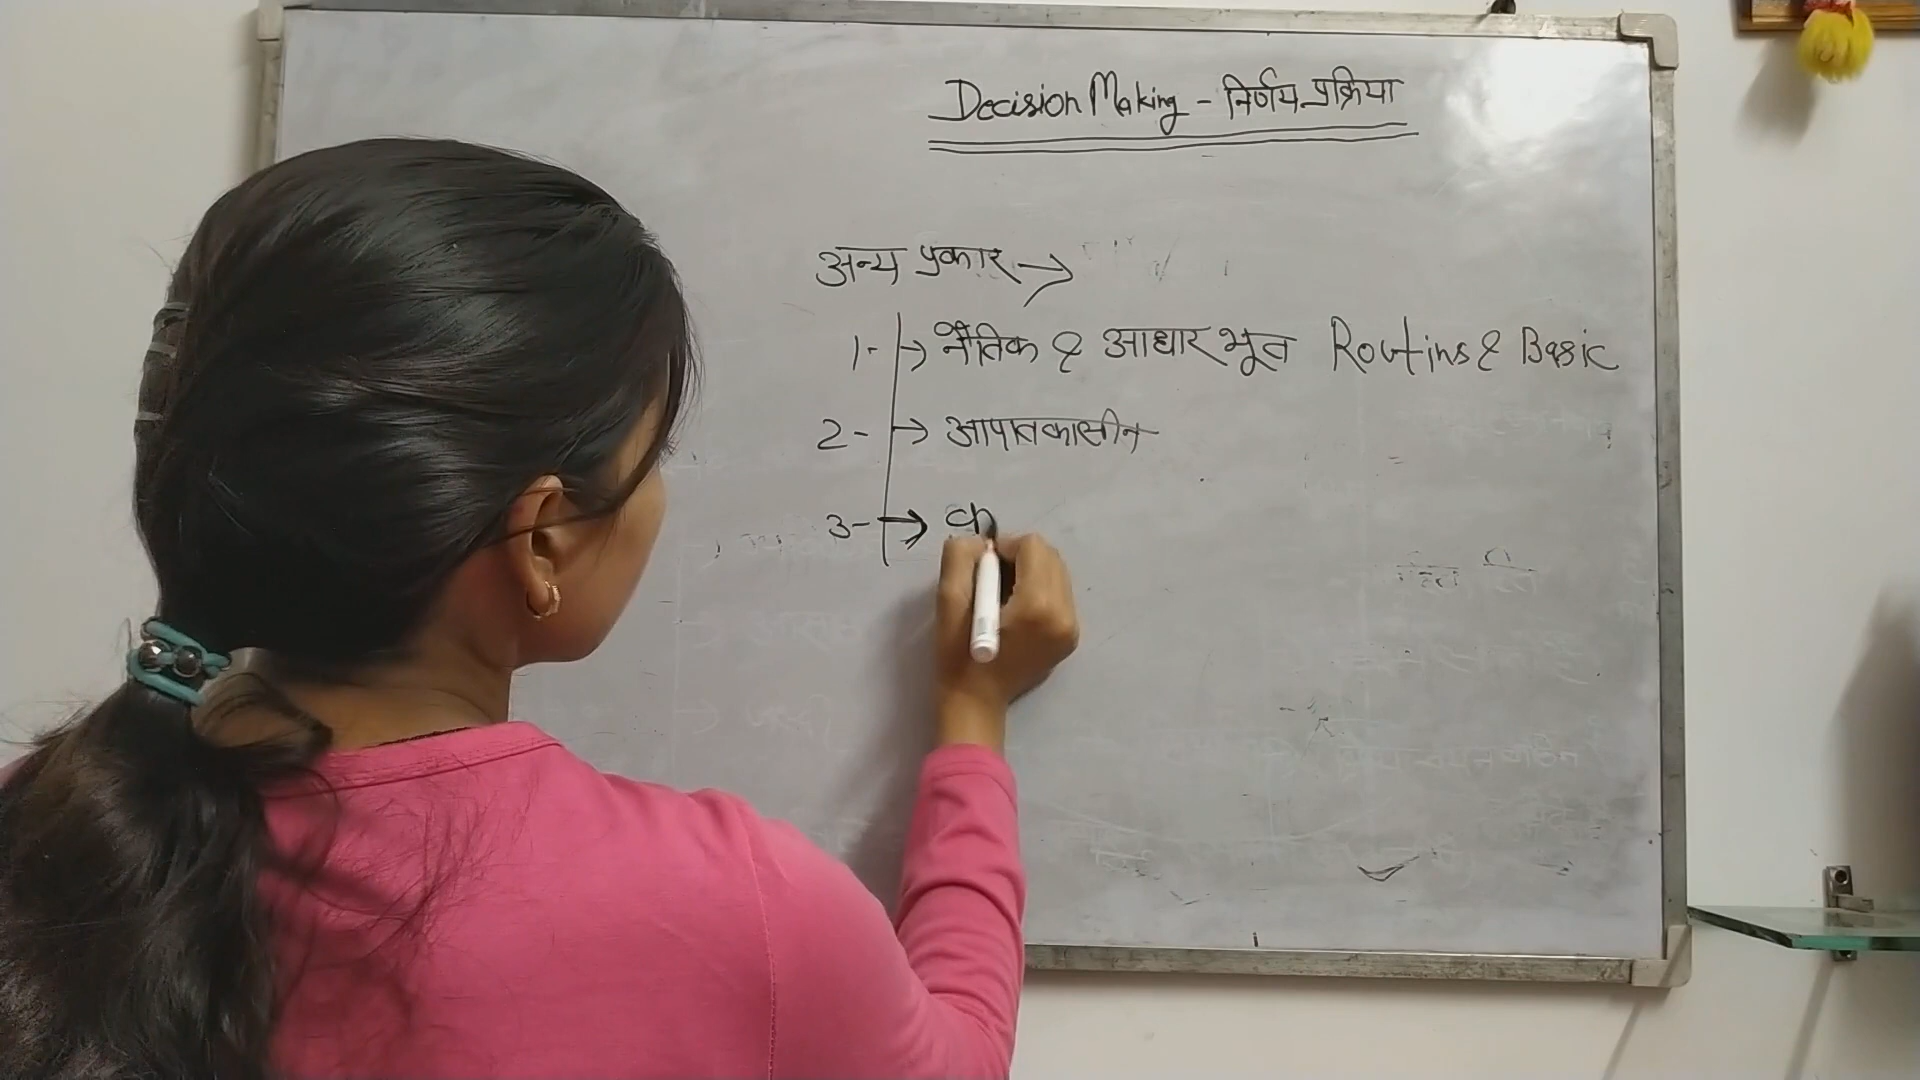 Decision Making - निर्णय प्रक्रिया
अन्य प्रकार →
1- → नैतिक & आधारभूत Routins & Basic
2- → आपातकालीन
3- → क